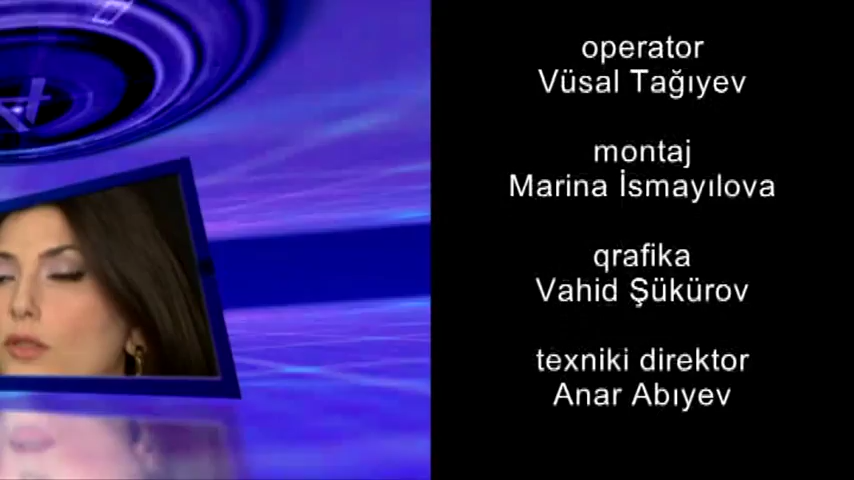 operator
Vüsal Tağıyev
montaj
Marina İsmayılova
qrafika
Vahid Şükürov
texniki direktor
Anar Abıyev